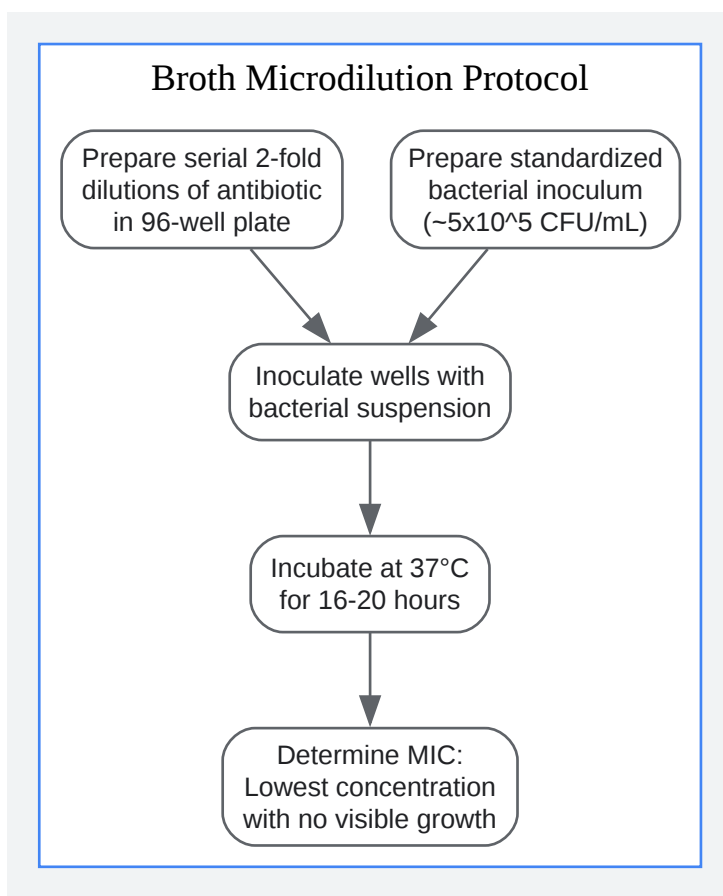 Broth Microdilution Protocol
Prepare serial 2-fold
dilutions of antibiotic
in 96-well plate
Prepare standardized
bacterial inoculum
(~5x10^5 CFU/mL)
Inoculate wells with
bacterial suspension
Incubate at 37°C
for 16-20 hours
Determine MIC:
Lowest concentration
with no visible growth